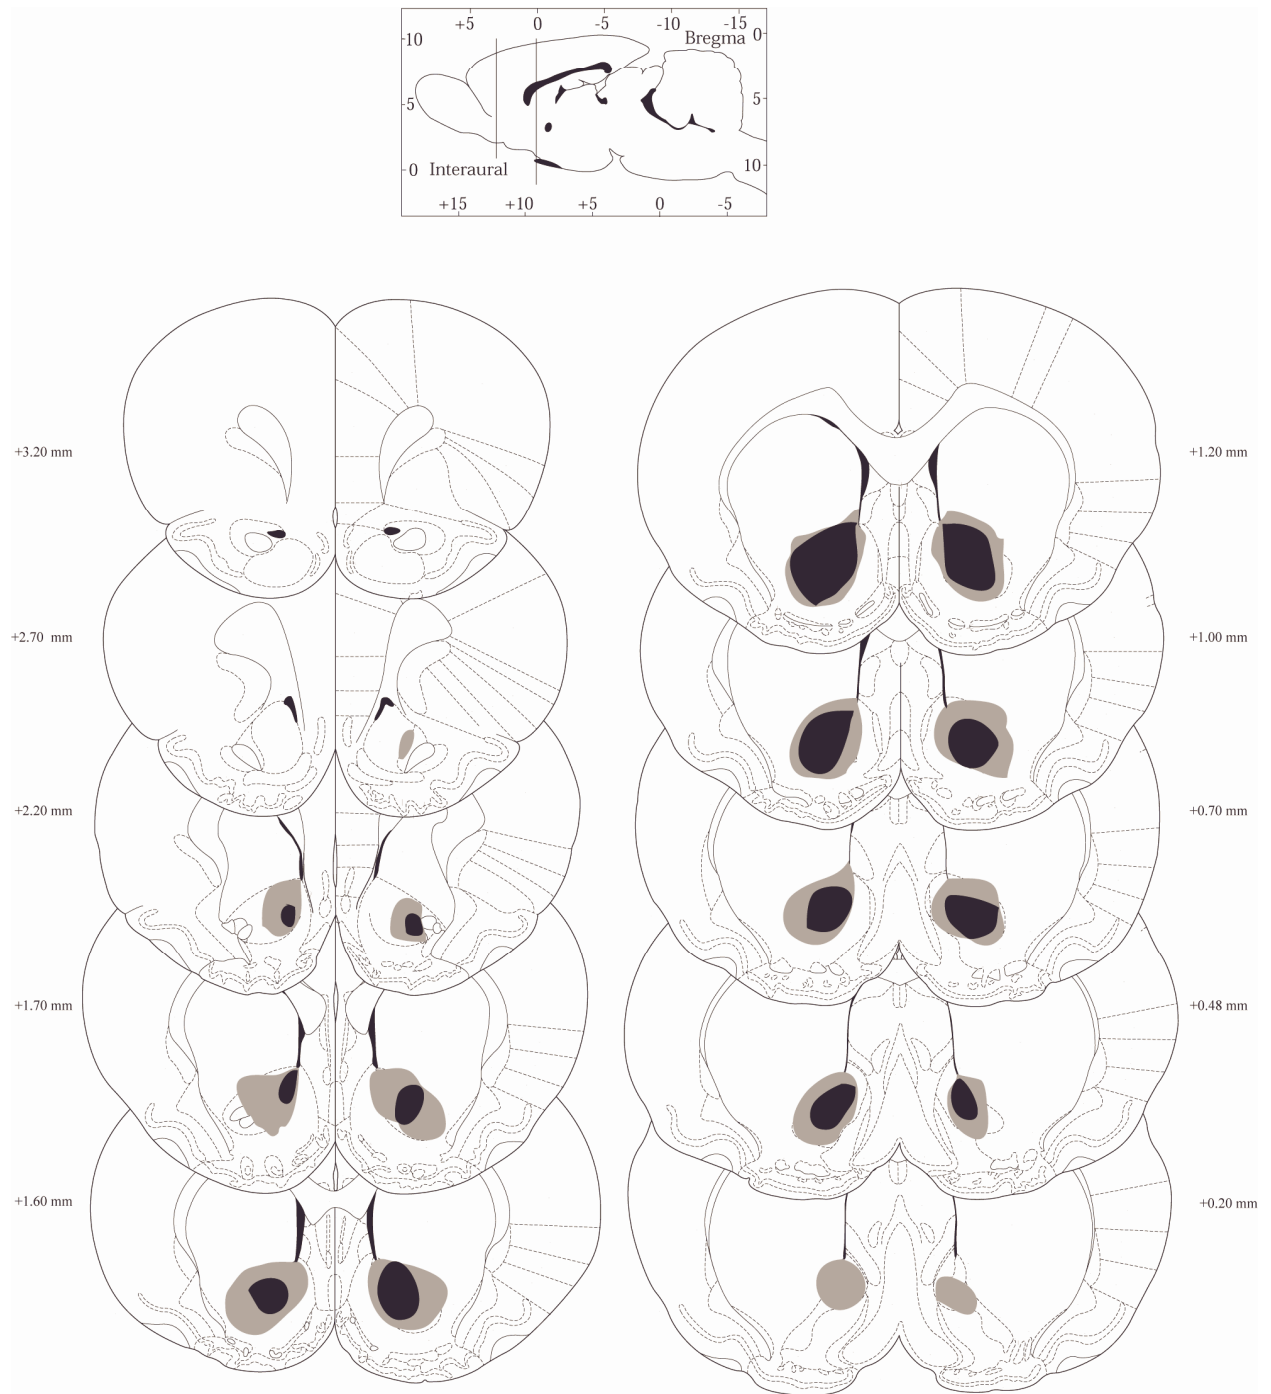 +5 0 -5 -10 -15
Bregma 0
10
5 5
0 Interaural 10
+15 +10 +5 0 -5
+3.20 mm +1.20 mm
+2.70 mm +1.00 mm
+2.20 mm +0.70 mm
+1.70 mm +0.48 mm
+1.60 mm +0.20 mm